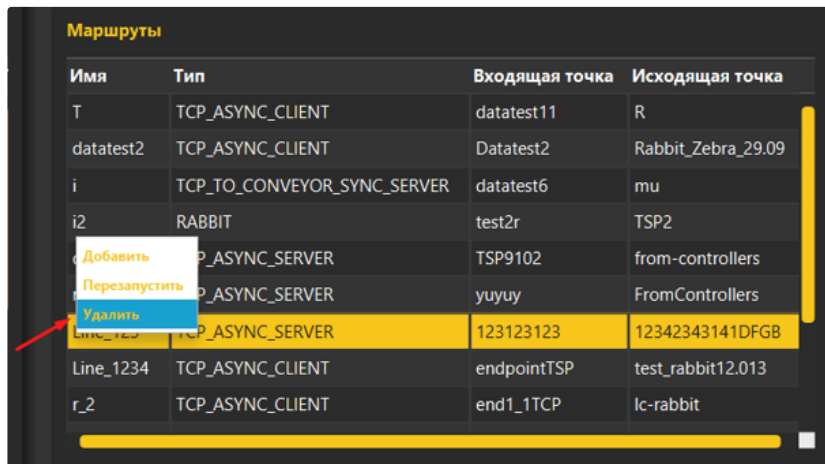 Маршруты
Имя Тип Входящая точка Исходящая точка
T TCP_ASYNC_CLIENT datatest11 R
datatest2 TCP_ASYNC_CLIENT Datatest2 Rabbit_Zebra_29.09
i TCP_TO_CONVEYOR_SYNC_SERVER datatest6 mu
i2 RABBIT test2r TSP2
Добавить P_ASYNC_SERVER TSP9102 from-controllers
Перезапустить P_ASYNC_SERVER yuyuy FromControllers
Удалить
Line_123 TCP_ASYNC_SERVER 123123123 12342343141DFGB
Line_1234 TCP_ASYNC_CLIENT endpointTSP test_rabbit12.013
r_2 TCP_ASYNC_CLIENT end1_1TCP lc-rabbit